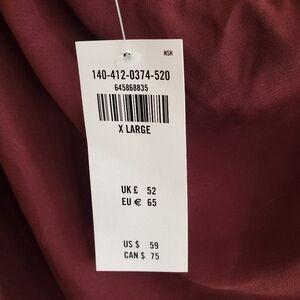 NSH
140-412-0374-520
645868835
X LARGE
UK £ 52
EU € 65
US $ 59
CAN $ 75